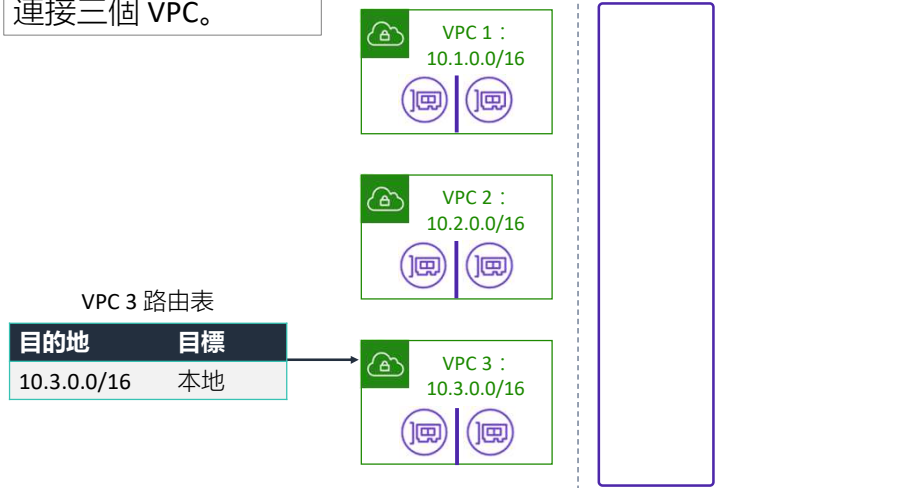 連接三個 VPC。
VPC 1：
10.1.0.0/16
VPC 2：
10.2.0.0/16
VPC 3 路由表
目的地 目標
10.3.0.0/16 本地
VPC 3：
10.3.0.0/16